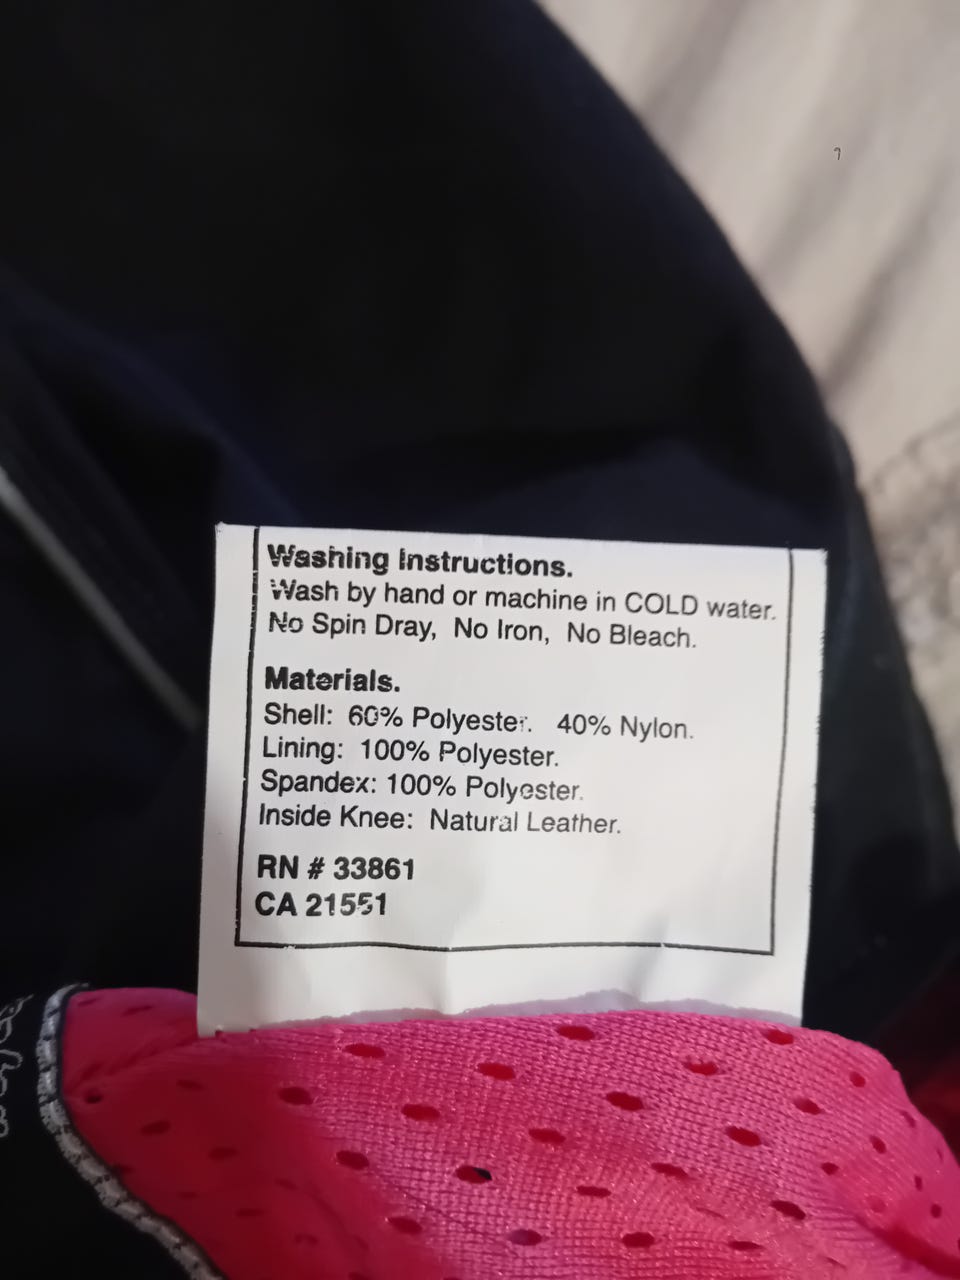 Washing Instructions.
Wash by hand or machine in COLD water.
No Spin Dray, No Iron, No Bleach.
Materials.
Shell: 60% Polyester. 40% Nylon.
Lining: 100% Polyester.
Spandex: 100% Polyester.
Inside Knee: Natural Leather.
RN # 33861
CA 21551